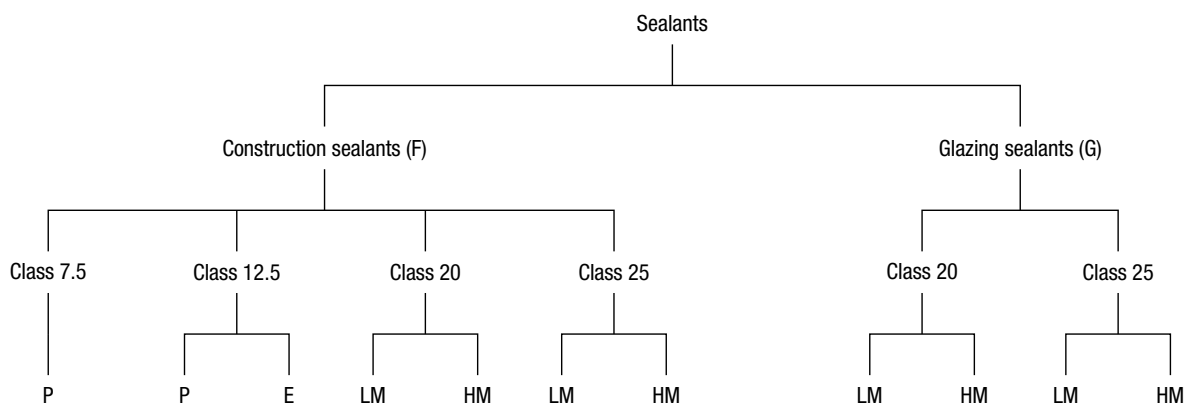 Sealants
Construction sealants (F) Glazing sealants (G)
Class 7.5 Class 12.5 Class 20 Class 25 Class 20 Class 25
P P E LM HM LM HM LM HM LM HM